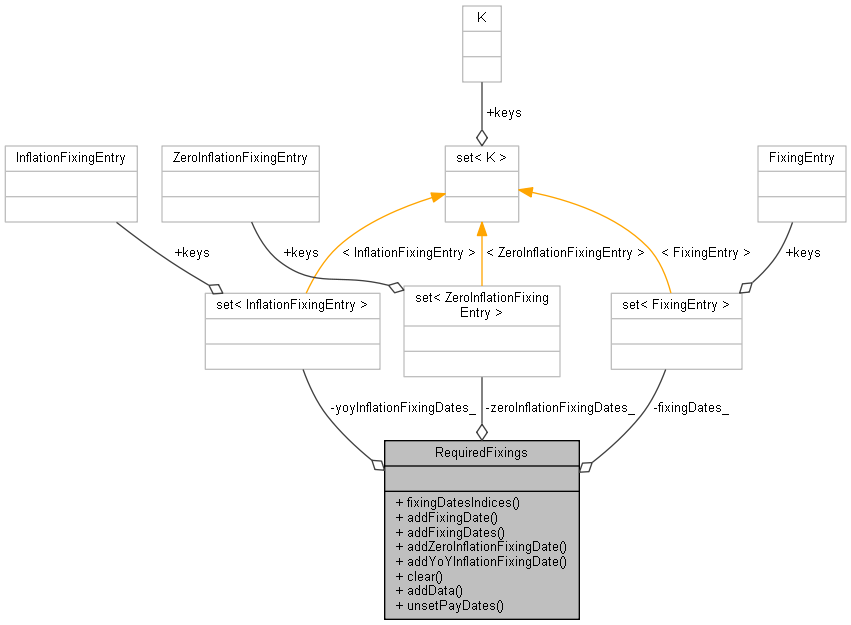 K
+keys
InflationFixingEntry
ZeroInflationFixingEntry
set< K >
FixingEntry
+keys
+keys
< InflationFixingEntry >
< ZeroInflationFixingEntry >
< FixingEntry >
+keys
set< InflationFixingEntry >
set< ZeroInflationFixing
Entry >
set< FixingEntry >
-yoyInflationFixingDates_
-zeroInflationFixingDates_
-fixingDates_
RequiredFixings
+ fixingDatesIndices()
+ addFixingDate()
+ addFixingDates()
+ addZeroInflationFixingDate()
+ addYoYInflationFixingDate()
+ clear()
+ addData()
+ unsetPayDates()